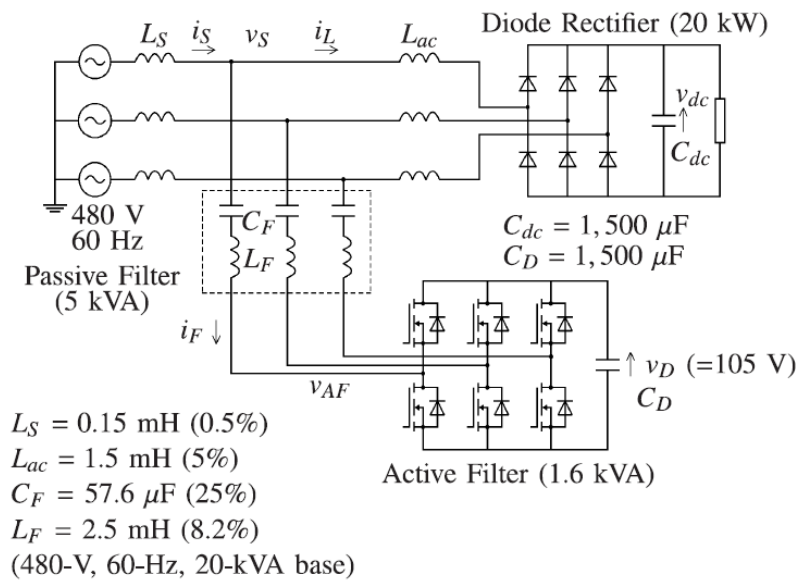 L_S i_S v_S i_L L_ac Diode Rectifier (20 kW)
v_dc
C_dc
480 V
60 Hz
Passive Filter
(5 kVA)
C_F
L_F
C_dc = 1,500 μF
C_D = 1,500 μF
i_F
v_AF
v_D (=105 V)
C_D
Active Filter (1.6 kVA)
L_S = 0.15 mH (0.5%)
L_ac = 1.5 mH (5%)
C_F = 57.6 μF (25%)
L_F = 2.5 mH (8.2%)
(480-V, 60-Hz, 20-kVA base)